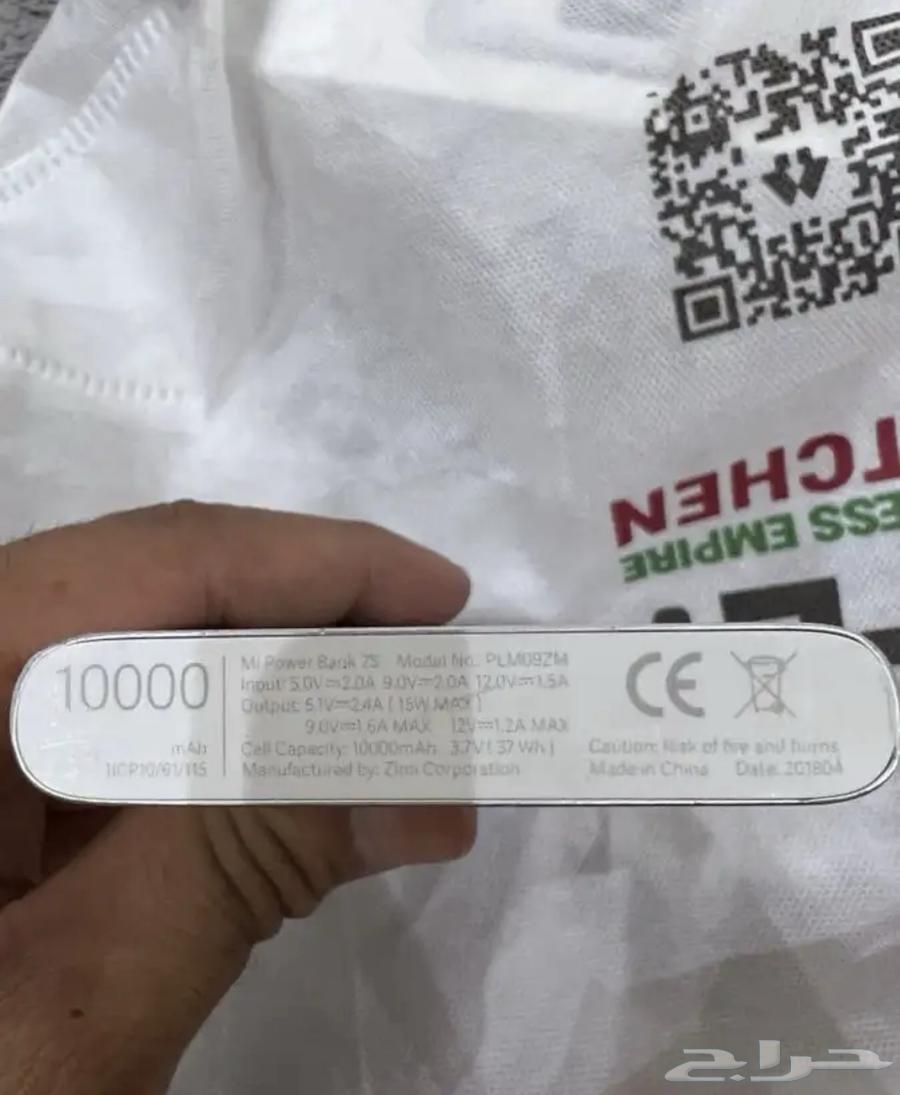 TCHEN
ESS EMPIRE
10000
mAh
1ICP10/61/115
Mi Power Bank 2S Model No.: PLM09ZM
Input: 5.0V⎓2.0A 9.0V⎓2.0A 12.0V⎓1.5A
Output: 5.1V⎓2.4A ( 15W MAX )
9.0V⎓1.6A MAX 12V⎓1.2A MAX
Cell Capacity: 10000mAh 3.7V ( 37 Wh )
Manufactured by: Zimi Corporation
CE
Caution: Risk of fire and burns
Made in China Date: 201804
حراج